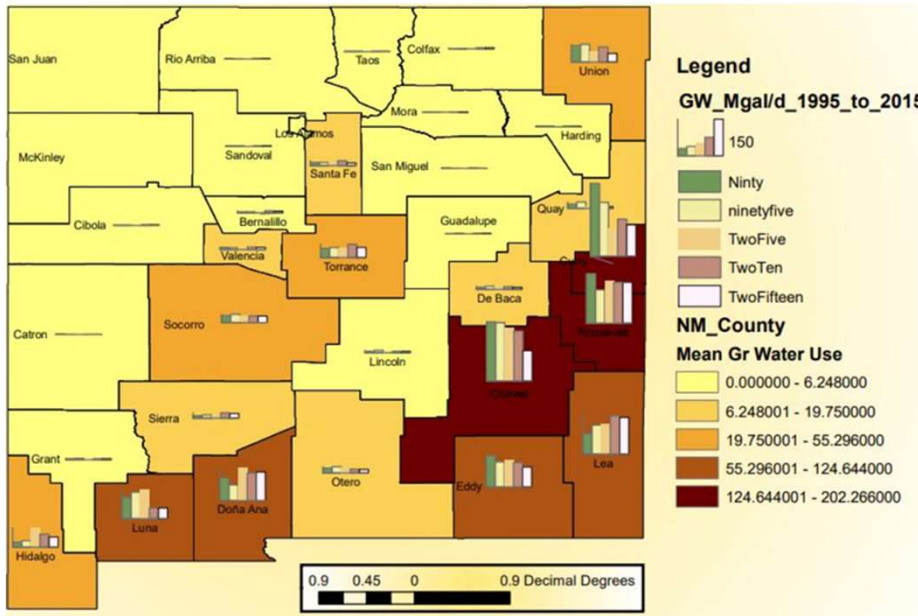 San Juan
Rio Arriba
Taos
Colfax
Union
Mora
Los Alamos
Harding
McKinley
Sandoval
Santa Fe
San Miguel
Quay
Cibola
Bernalillo
Guadalupe
Valencia
Torrance
Curry
De Baca
Socorro
Roosevelt
Catron
Lincoln
Chaves
Sierra
Grant
Otero
Eddy
Lea
Doña Ana
Luna
Hidalgo
Legend
GW_Mgal/d_1995_to_2015
150
Ninty
ninetyfive
TwoFive
TwoTen
TwoFifteen
NM_County
Mean Gr Water Use
0.000000 - 6.248000
6.248001 - 19.750000
19.750001 - 55.296000
55.296001 - 124.644000
124.644001 - 202.266000
0.9 0.45 0 0.9 Decimal Degrees